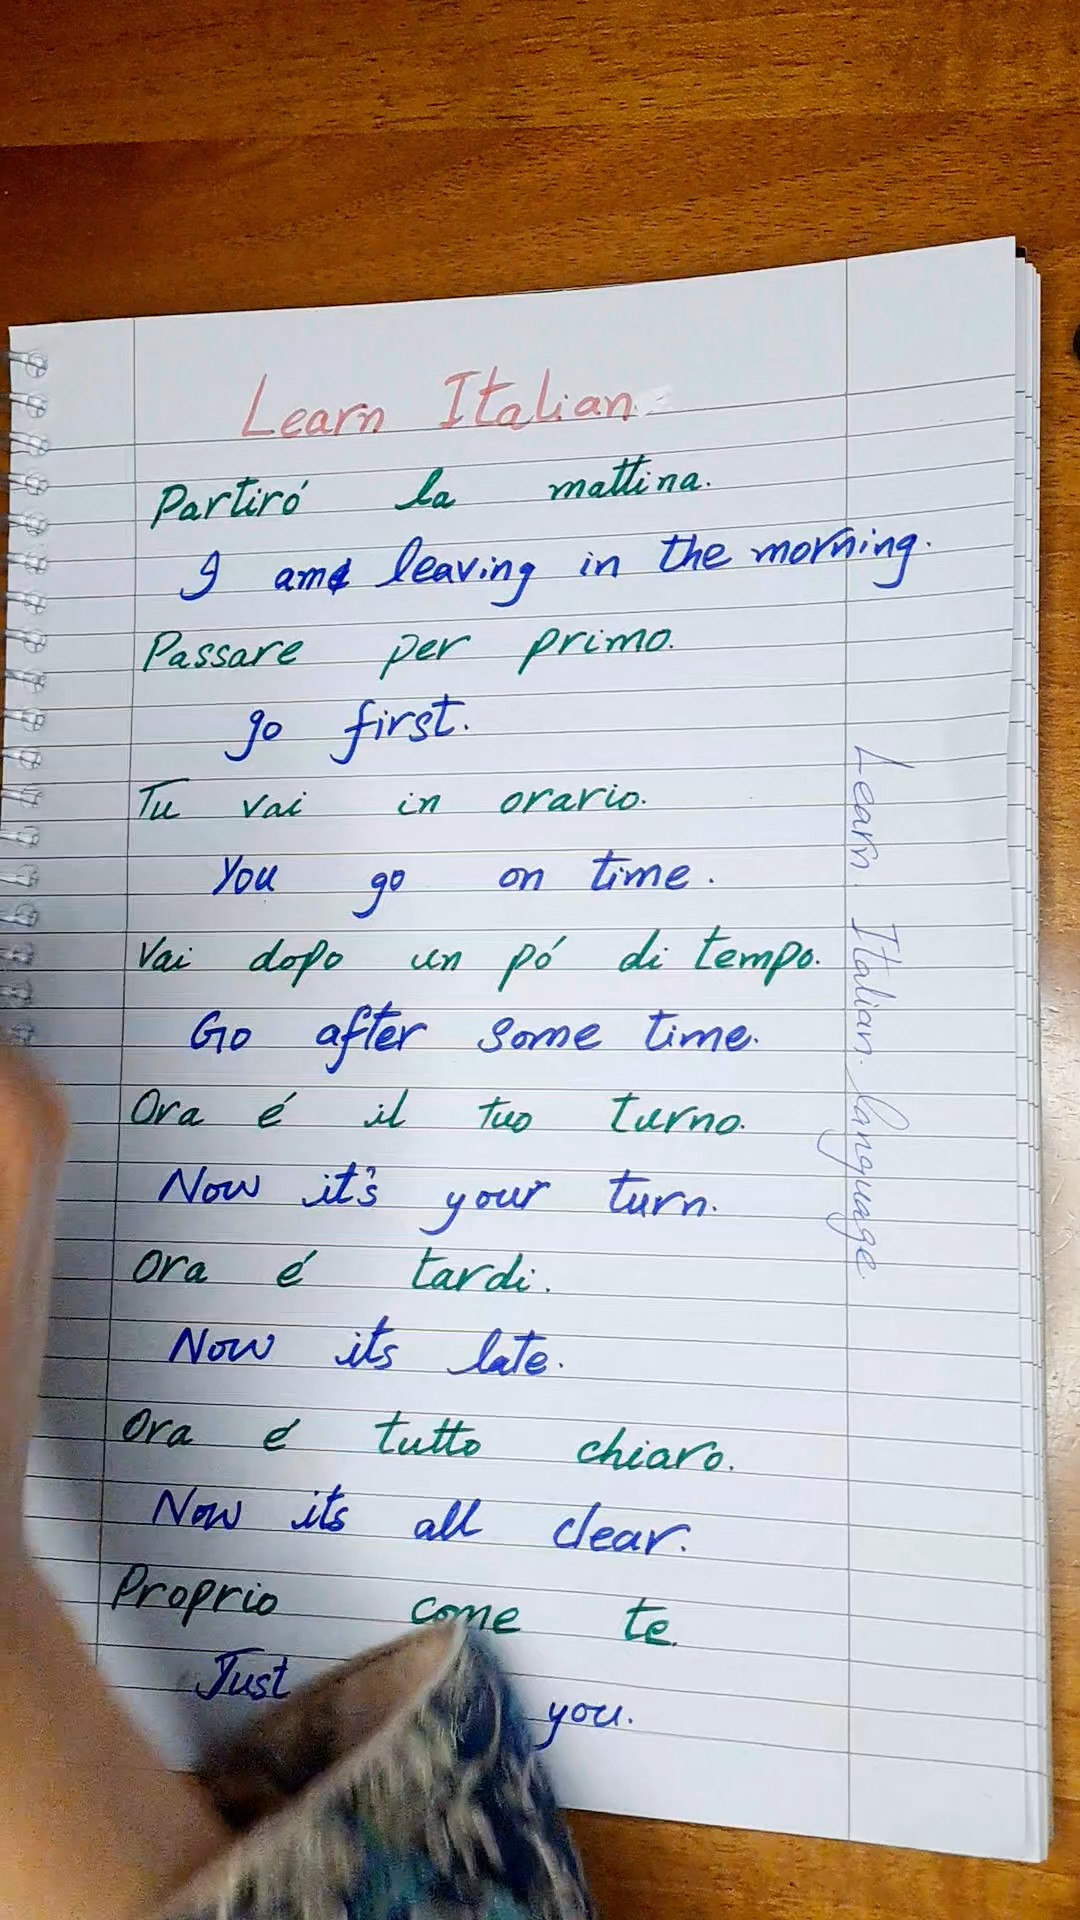 Learn Italian
Partiró la mattina.
I am leaving in the morning.
Passare per primo.
go first.
Tu vai in orario.
You go on time.
Vai dopo un pó di tempo.
Go after some time.
Ora é il tuo turno.
Now it's your turn.
Ora é tardi.
Now its late.
Ora é tutto chiaro.
Now its all clear.
Proprio come te.
Just you.
Learn Italian language